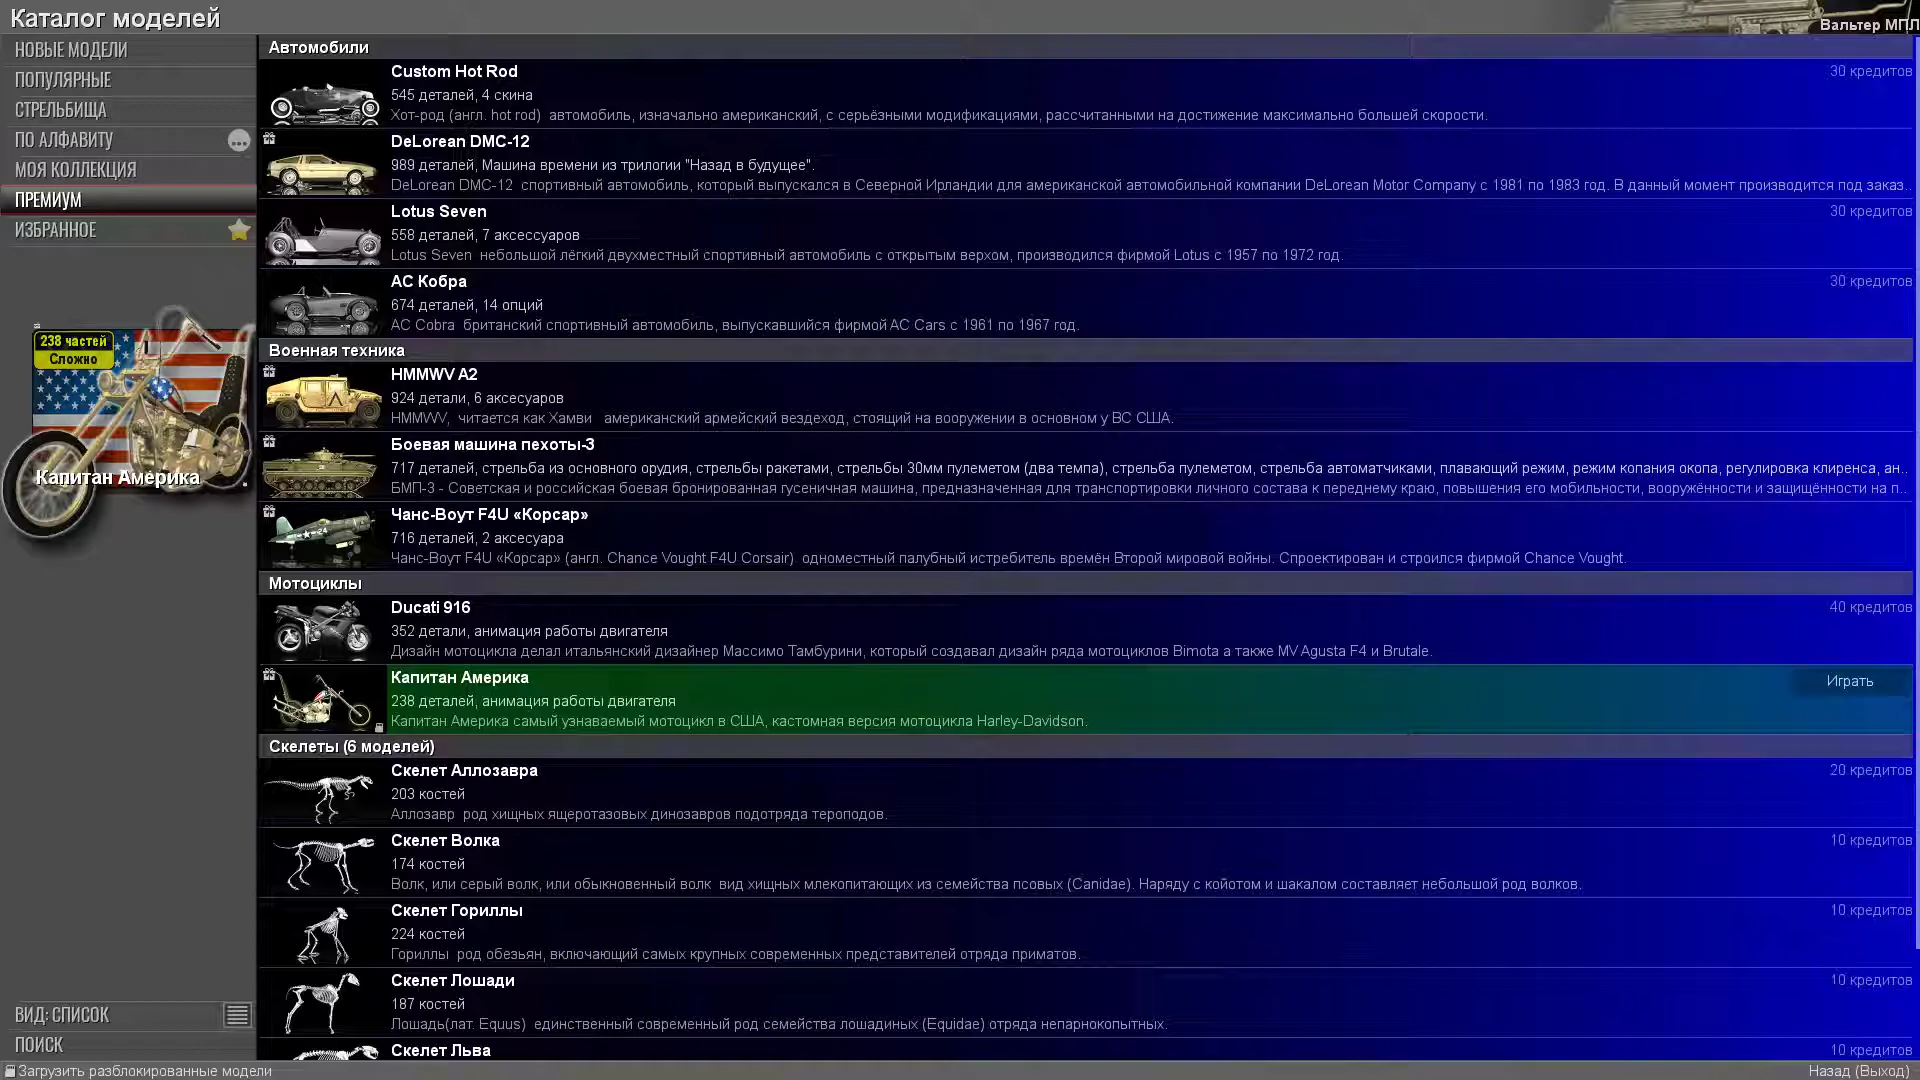 Каталог моделей
Вальтер МПЛ
НОВЫЕ МОДЕЛИ
ПОПУЛЯРНЫЕ
СТРЕЛЬБИЩА
ПО АЛФАВИТУ
МОЯ КОЛЛЕКЦИЯ
ПРЕМИУМ
ИЗБРАННОЕ
238 частей
Сложно
Капитан Америка
Автомобили
Custom Hot Rod
30 кредитов
545 деталей, 4 скина
Хот-род (англ. hot rod) автомобиль, изначально американский, с серьёзными модификациями, рассчитанными на достижение максимально большей скорости.
DeLorean DMC-12
989 деталей, Машина времени из трилогии "Назад в будущее".
DeLorean DMC-12 спортивный автомобиль, который выпускался в Северной Ирландии для американской автомобильной компании DeLorean Motor Company с 1981 по 1983 год. В данный момент производится под заказ..
Lotus Seven
30 кредитов
558 деталей, 7 аксессуаров
Lotus Seven небольшой лёгкий двухместный спортивный автомобиль с открытым верхом, производился фирмой Lotus с 1957 по 1972 год.
АС Кобра
30 кредитов
674 деталей, 14 опций
AC Cobra британский спортивный автомобиль, выпускавшийся фирмой AC Cars с 1961 по 1967 год.
Военная техника
HMMWV A2
924 детали, 6 аксесуаров
HMMWV, читается как Хамви американский армейский вездеход, стоящий на вооружении в основном у ВС США.
Боевая машина пехоты-3
717 деталей, стрельба из основного орудия, стрельбы ракетами, стрельбы 30мм пулеметом (два темпа), стрельба пулеметом, стрельба автоматчиками, плавающий режим, режим копания окопа, регулировка клиренса, ан..
БМП-3 - Советская и российская боевая бронированная гусеничная машина, предназначенная для транспортировки личного состава к переднему краю, повышения его мобильности, вооружённости и защищённости на п..
Чанс-Воут F4U «Корсар»
716 деталей, 2 аксесуара
Чанс-Воут F4U «Корсар» (англ. Chance Vought F4U Corsair) одноместный палубный истребитель времён Второй мировой войны. Спроектирован и строился фирмой Chance Vought.
Мотоциклы
Ducati 916
40 кредитов
352 детали, анимация работы двигателя
Дизайн мотоцикла делал итальянский дизайнер Массимо Тамбурини, который создавал дизайн ряда мотоциклов Bimota а также MV Agusta F4 и Brutale.
Капитан Америка
Играть
238 деталей, анимация работы двигателя
Капитан Америка самый узнаваемый мотоцикл в США, кастомная версия мотоцикла Harley-Davidson.
Скелеты (6 моделей)
Скелет Аллозавра
20 кредитов
203 костей
Аллозавр род хищных ящеротазовых динозавров подотряда тероподов.
Скелет Волка
10 кредитов
174 костей
Волк, или серый волк, или обыкновенный волк вид хищных млекопитающих из семейства псовых (Canidae). Наряду с койотом и шакалом составляет небольшой род волков.
Скелет Гориллы
10 кредитов
224 костей
Гориллы род обезьян, включающий самых крупных современных представителей отряда приматов.
Скелет Лошади
10 кредитов
187 костей
Лошадь(лат. Equus) единственный современный род семейства лошадиных (Equidae) отряда непарнокопытных.
Скелет Льва
10 кредитов
ВИД: СПИСОК
ПОИСК
Загрузить разблокированные модели
Назад (Выход)